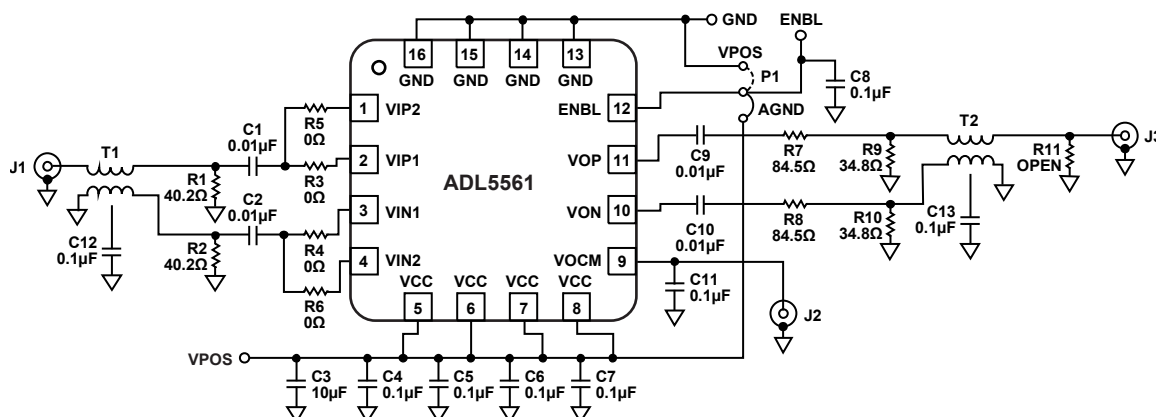 GND
ENBL
16 15 14 13
GND GND GND GND
VPOS
P1
AGND
C8
0.1µF
ENBL 12
1 VIP2
C1
0.01µF
R5
0Ω
T2
J1
T1
2 VIP1
R3
0Ω
R1
40.2Ω
ADL5561
VOP 11
C9
0.01µF
R7
84.5Ω
R9
34.8Ω
R11
OPEN
J3
C2
0.01µF
3 VIN1
R4
0Ω
VON 10
C10
0.01µF
R8
84.5Ω
R10
34.8Ω
C13
0.1µF
C12
0.1µF
R2
40.2Ω
4 VIN2
R6
0Ω
VOCM 9
C11
0.1µF
J2
VCC VCC VCC VCC
5 6 7 8
VPOS
C3
10µF
C4
0.1µF
C5
0.1µF
C6
0.1µF
C7
0.1µF